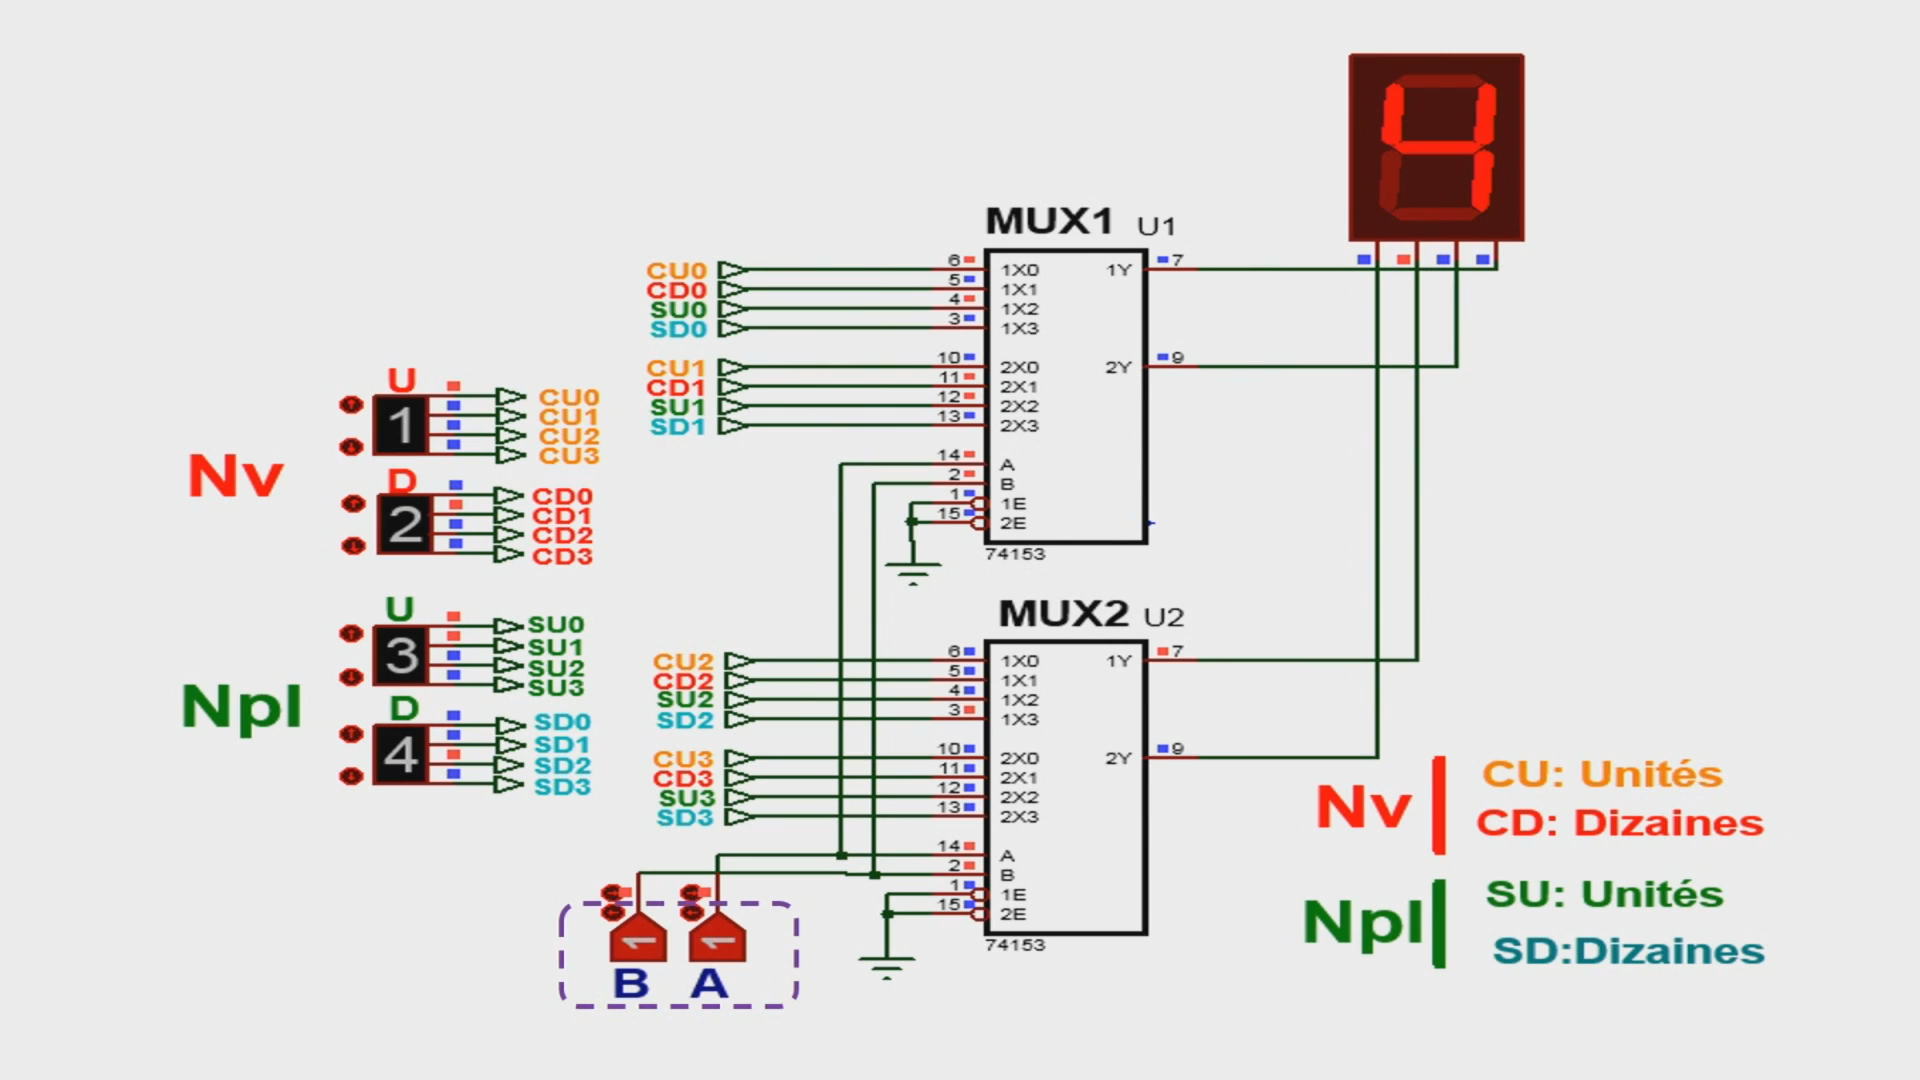 MUX1 U1
CU0 6 1X0 1Y 7
CD0 5 1X1
SU0 4 1X2
SD0 3 1X3
CU1 10 2X0 2Y 9
CD1 11 2X1
SU1 12 2X2
SD1 13 2X3
14 A
2 B
1 1E
15 2E
74153
Nv
U
1
CU0
CU1
CU2
CU3
D
2
CD0
CD1
CD2
CD3
Npl
U
3
SU0
SU1
SU2
SU3
D
4
SD0
SD1
SD2
SD3
MUX2 U2
CU2 6 1X0 1Y 7
CD2 5 1X1
SU2 4 1X2
SD2 3 1X3
CU3 10 2X0 2Y 9
CD3 11 2X1
SU3 12 2X2
SD3 13 2X3
14 A
2 B
1 1E
15 2E
74153
1 1
B A
4
Nv
CU: Unités
CD: Dizaines
Npl
SU: Unités
SD:Dizaines